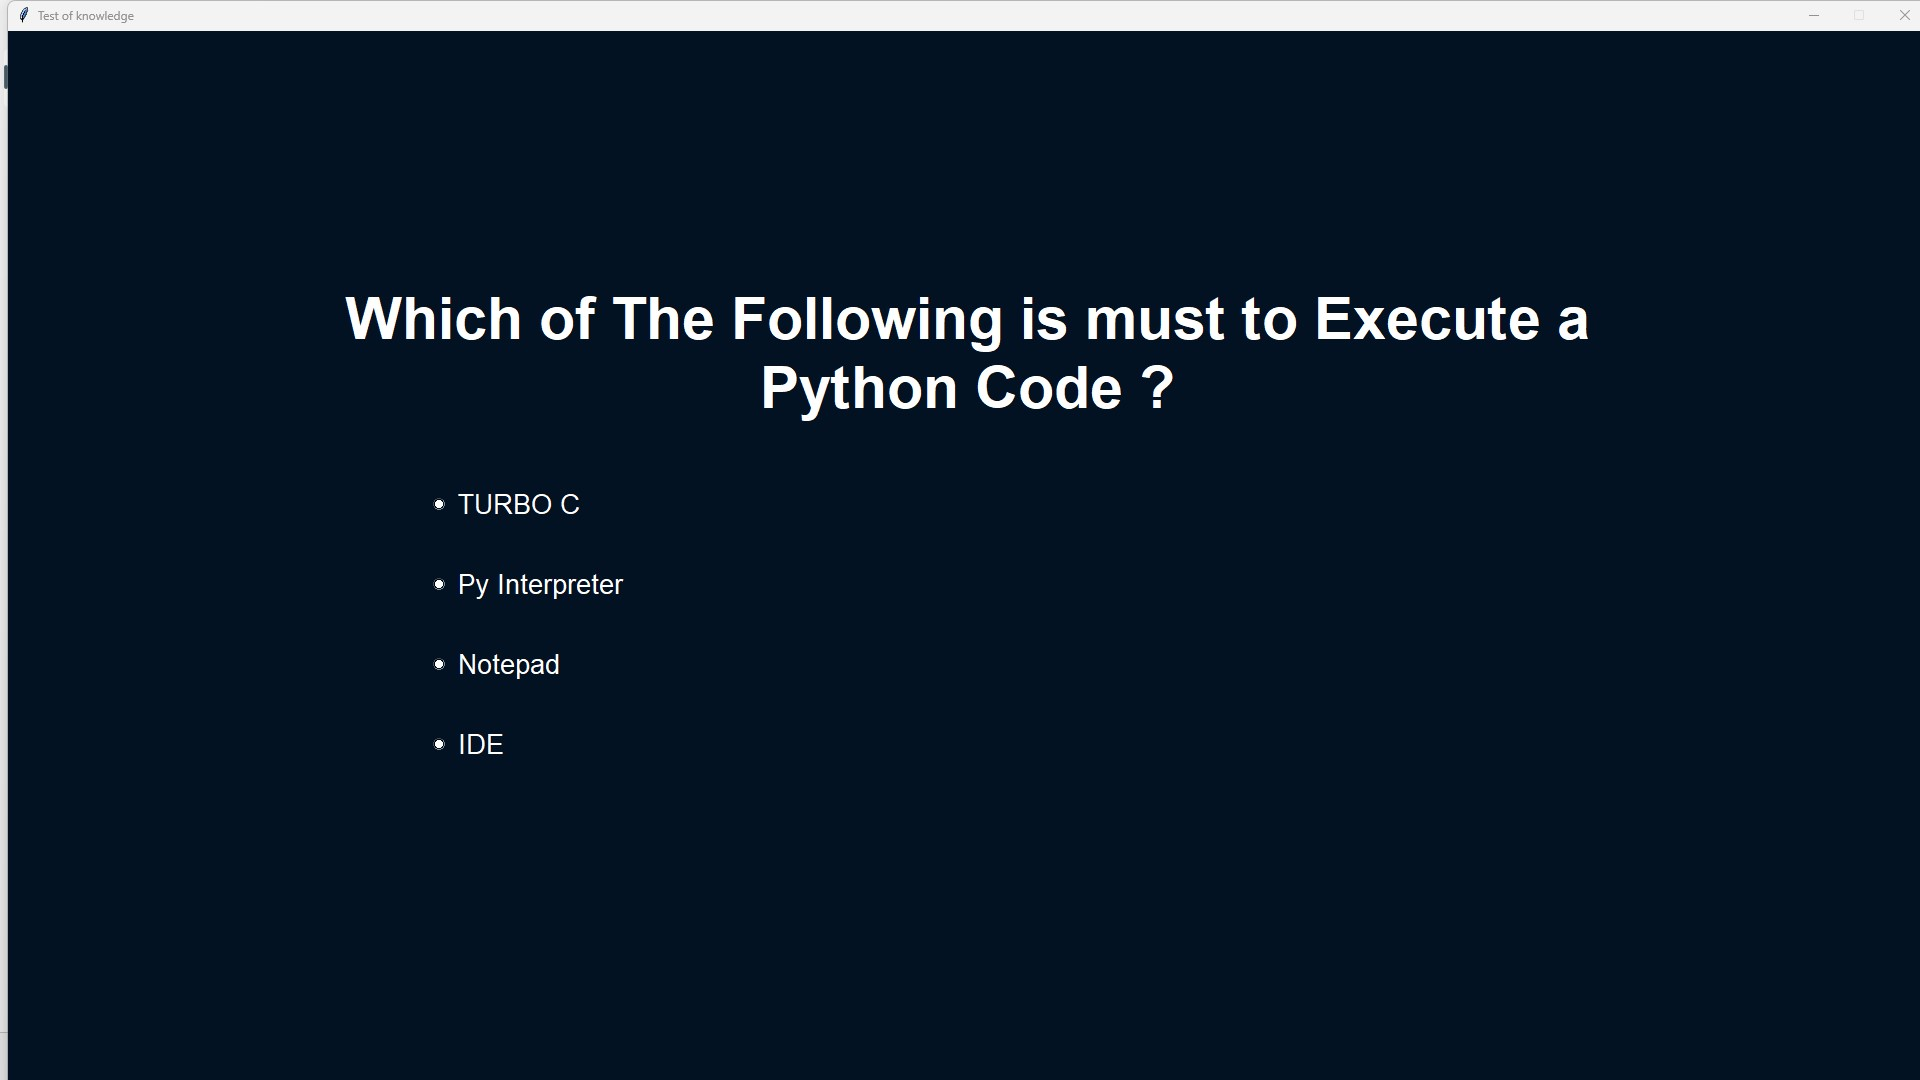 Test of knowledge
Which of The Following is must to Execute a
Python Code ?
TURBO C
Py Interpreter
Notepad
IDE